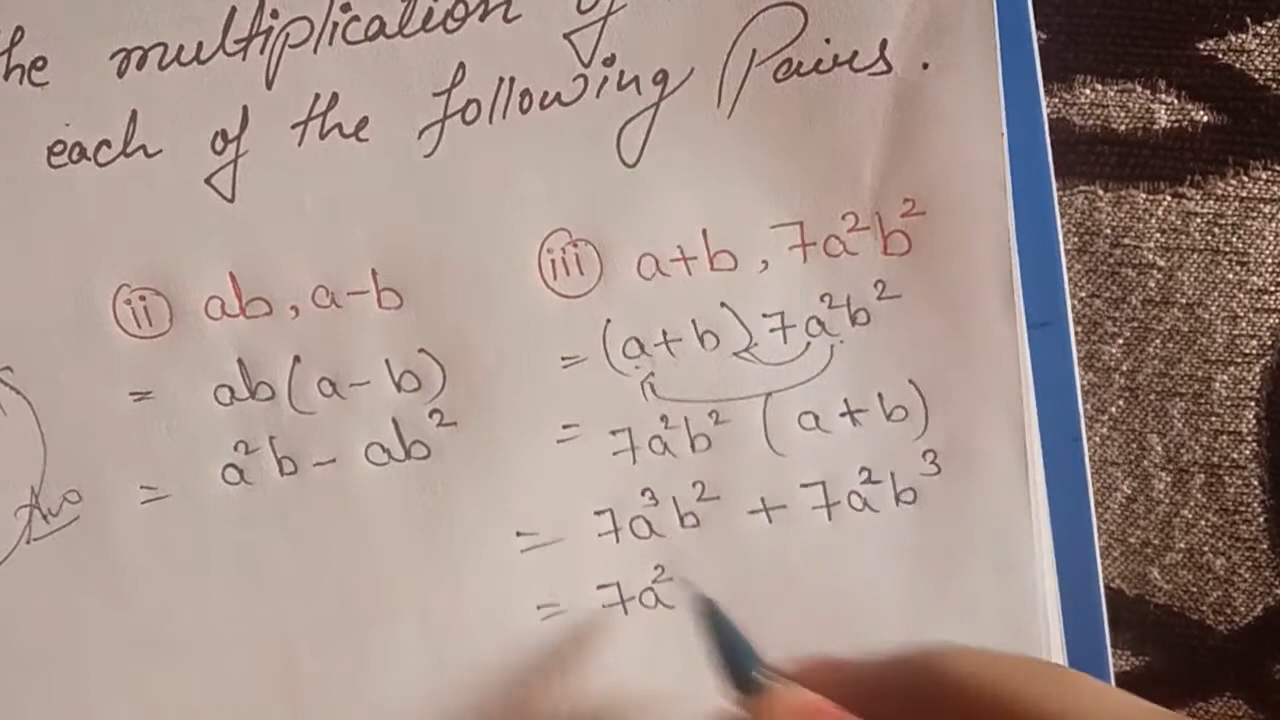 the multiplication of
each of the following Pairs.
(ii) ab, a-b
= ab(a-b)
= a²b - ab²
Ans
(iii) a+b, 7a²b²
= (a+b) 7a²b²
= 7a²b² (a+b)
= 7a³b² + 7a²b³
= 7a²